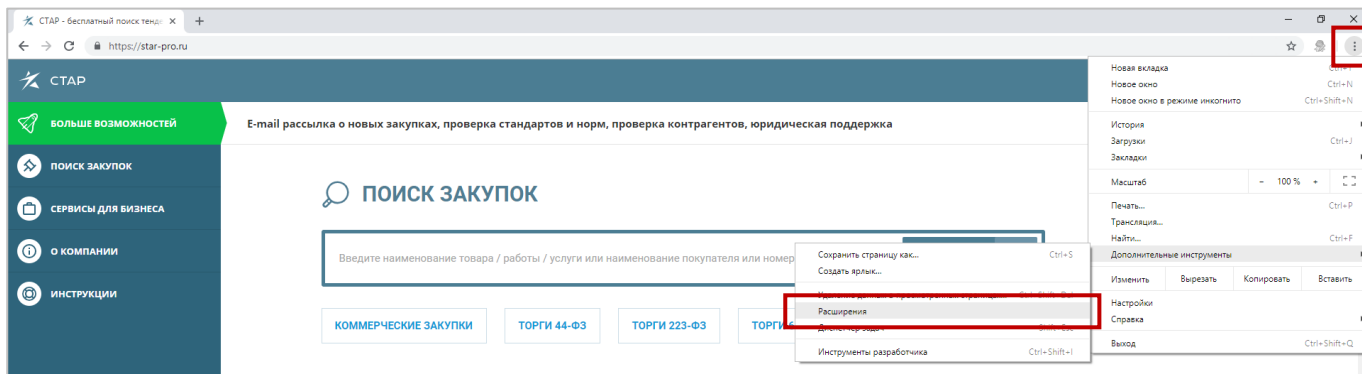 СТАР - бесплатный поиск тенде
https://star-pro.ru
СТАР
БОЛЬШЕ ВОЗМОЖНОСТЕЙ
E-mail рассылка о новых закупках, проверка стандартов и норм, проверка контрагентов, юридическая поддержка
ПОИСК ЗАКУПОК
СЕРВИСЫ ДЛЯ БИЗНЕСА
О КОМПАНИИ
ИНСТРУКЦИИ
ПОИСК ЗАКУПОК
Введите наименование товара / работы / услуги или наименование покупателя или номер
КОММЕРЧЕСКИЕ ЗАКУПКИ
ТОРГИ 44-ФЗ
ТОРГИ 223-ФЗ
ТОРГИ
Сохранить страницу как... Ctrl+S
Создать ярлык...
Расширения
Инструменты разработчика Ctrl+Shift+I
Новая вкладка
Новое окно Ctrl+N
Новое окно в режиме инкогнито Ctrl+Shift+N
История
Загрузки Ctrl+J
Закладки
Масштаб - 100 % +
Печать... Ctrl+P
Трансляция...
Найти... Ctrl+F
Дополнительные инструменты
Изменить Вырезать Копировать Вставить
Настройки
Справка
Выход Ctrl+Shift+Q